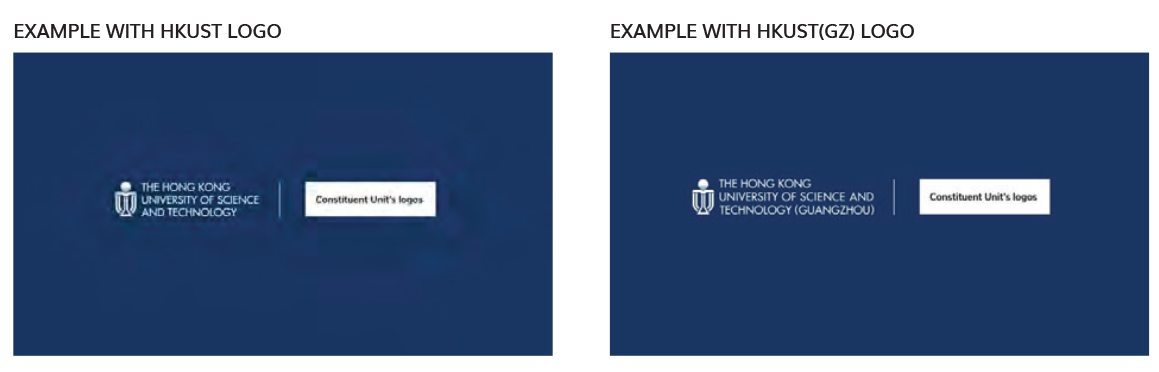 EXAMPLE WITH HKUST LOGO
THE HONG KONG
UNIVERSITY OF SCIENCE
AND TECHNOLOGY
Constituent Unit's logos
EXAMPLE WITH HKUST(GZ) LOGO
THE HONG KONG
UNIVERSITY OF SCIENCE AND
TECHNOLOGY (GUANGZHOU)
Constituent Unit's logos